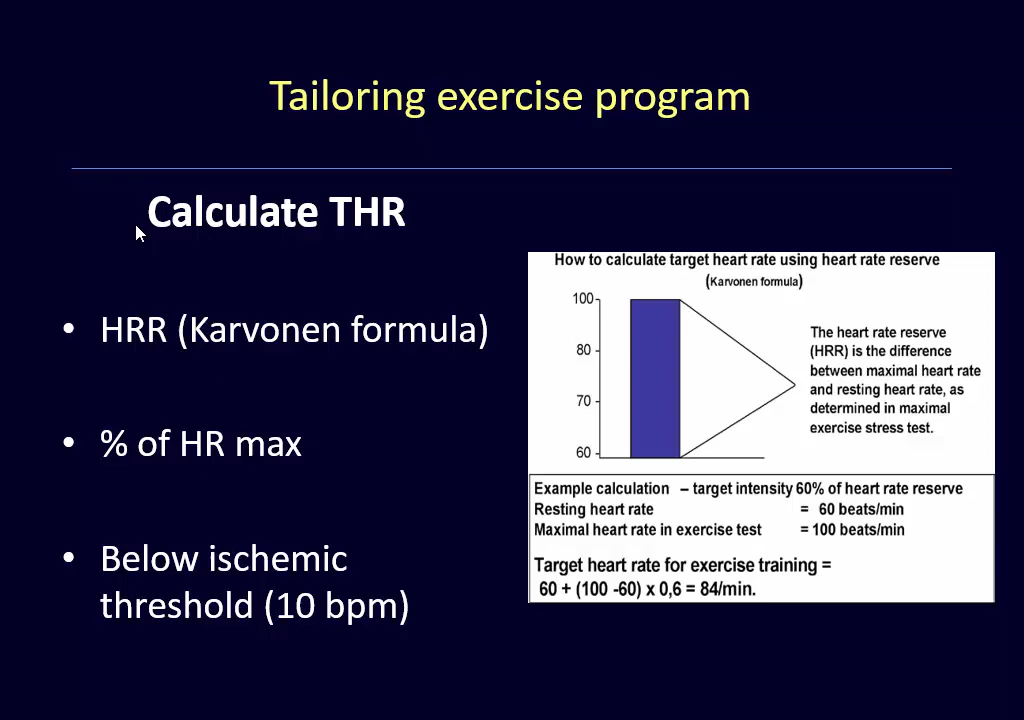 Tailoring exercise program
Calculate THR
• HRR (Karvonen formula)
• % of HR max
• Below ischemic
threshold (10 bpm)
How to calculate target heart rate using heart rate reserve
(Karvonen formula)
100
80
70
60
The heart rate reserve
(HRR) is the difference
between maximal heart rate
and resting heart rate, as
determined in maximal
exercise stress test.
Example calculation – target intensity 60% of heart rate reserve
Resting heart rate = 60 beats/min
Maximal heart rate in exercise test = 100 beats/min
Target heart rate for exercise training =
60 + (100 -60) x 0,6 = 84/min.